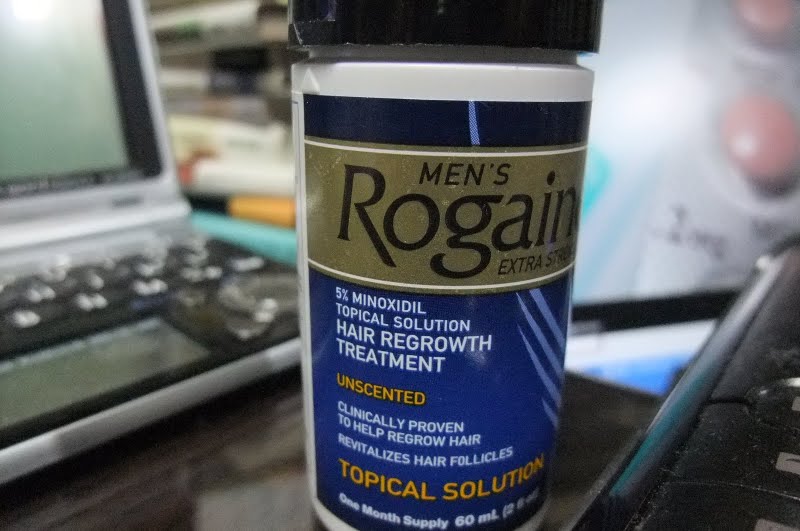 MEN'S
Rogain
EXTRA STR
5% MINOXIDIL
TOPICAL SOLUTION
HAIR REGROWTH
TREATMENT
UNSCENTED
CLINICALLY PROVEN
TO HELP REGROW HAIR
REVITALIZES HAIR FOLLICLES
TOPICAL SOLUTION
One Month Supply 60 mL (2 fl oz)